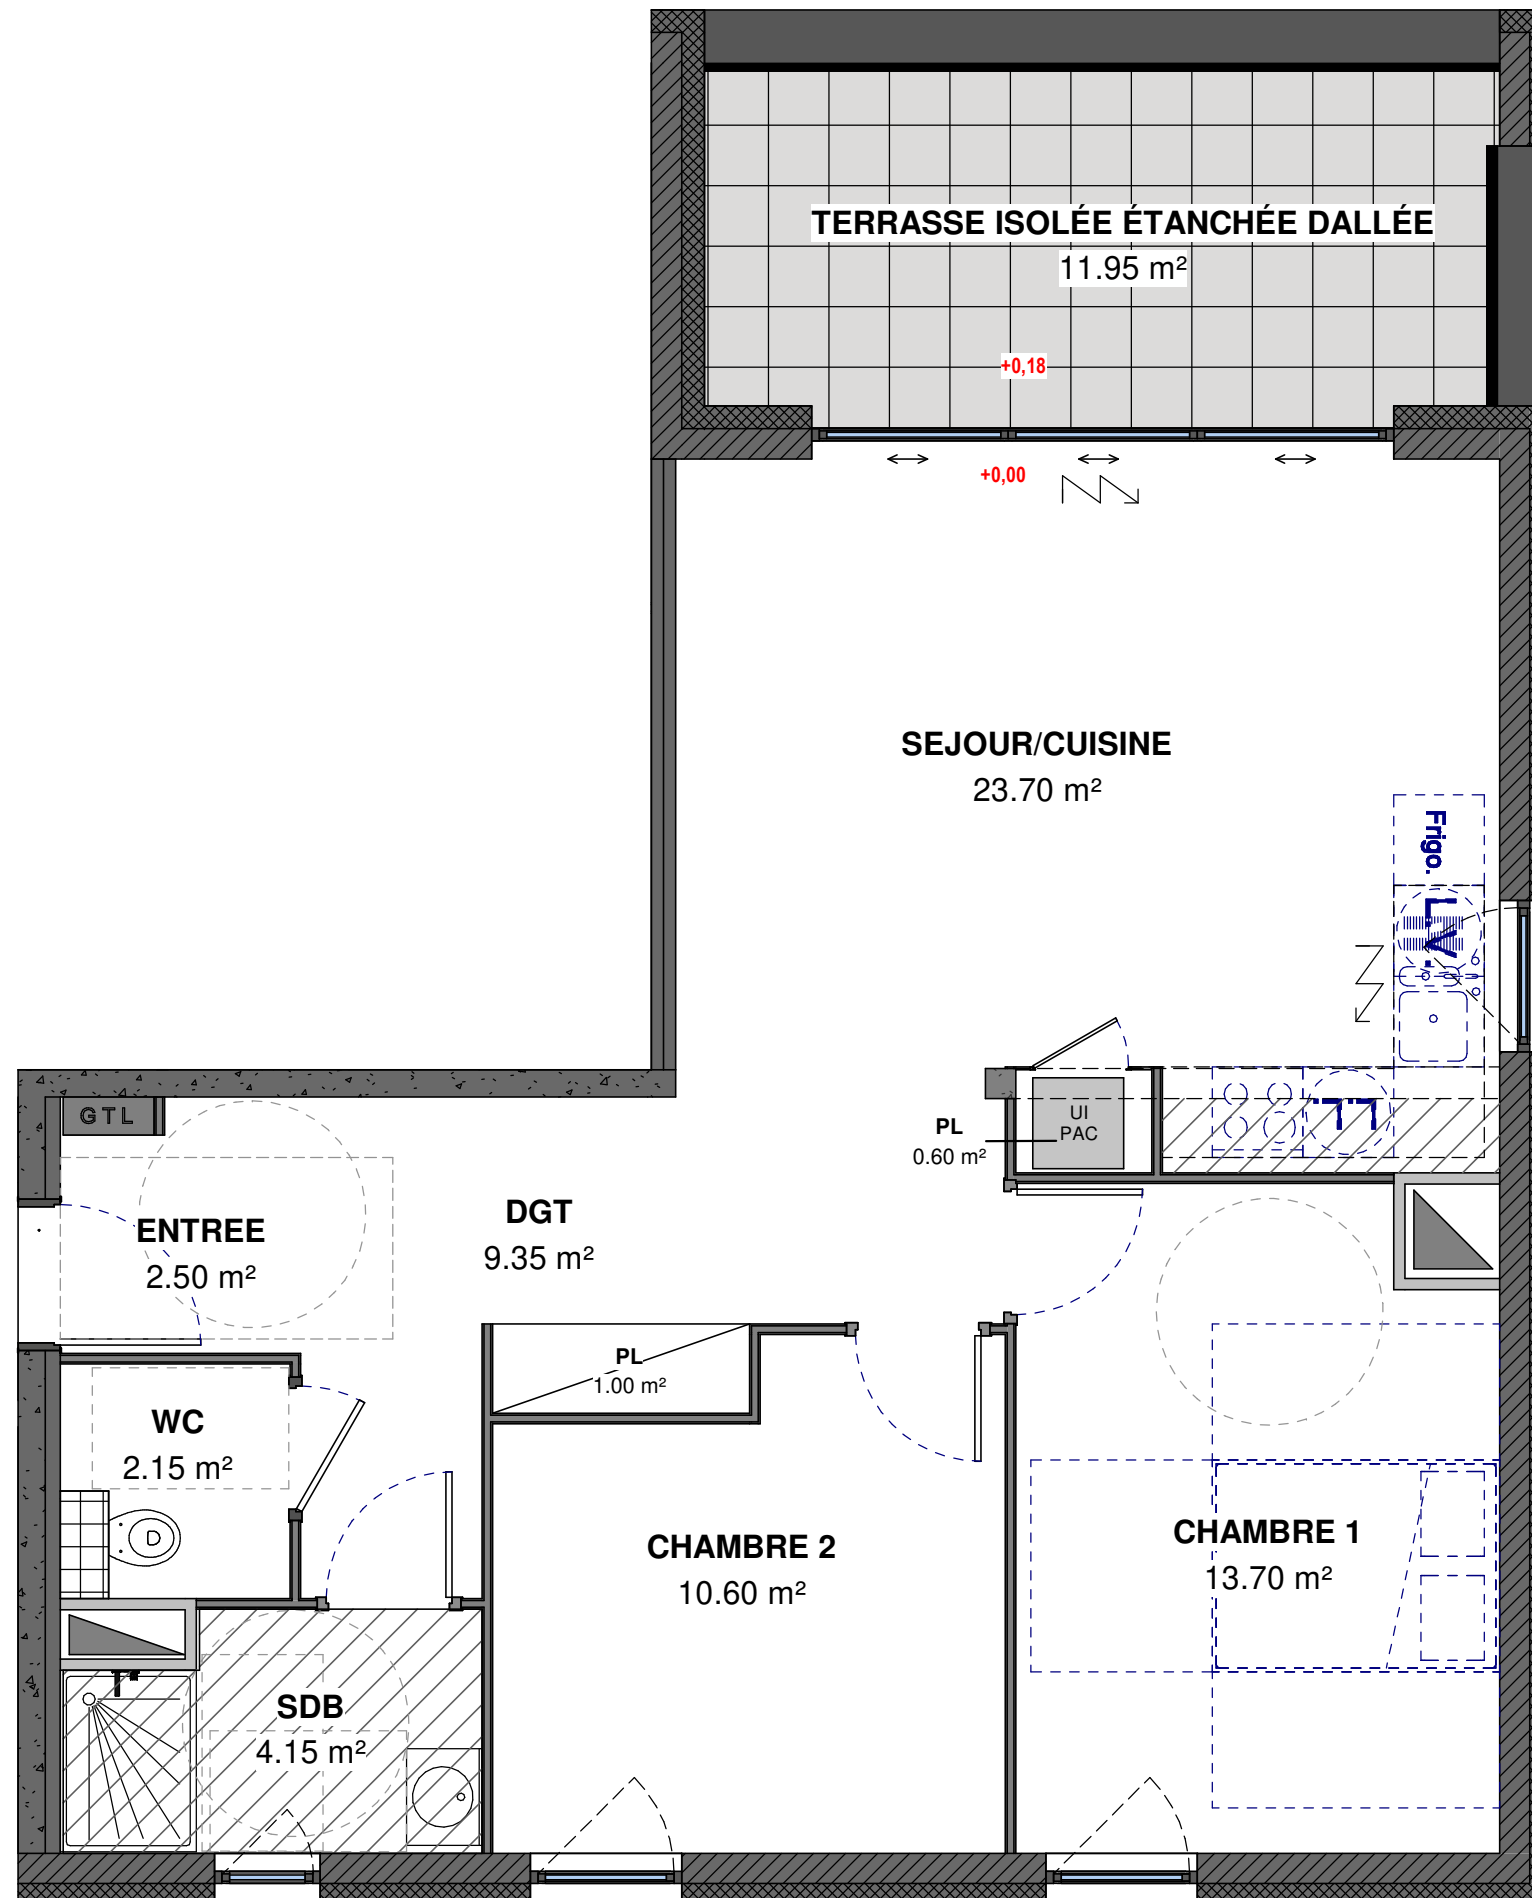 TERRASSE ISOLÉE ÉTANCHÉE DALLÉE
11.95 m²
+0,18
+0,00
SEJOUR/CUISINE
23.70 m²
Frigo.
L.V.
F
UI
PAC
PL
0.60 m²
GTL
ENTREE
2.50 m²
DGT
9.35 m²
PL
1.00 m²
WC
2.15 m²
CHAMBRE 2
10.60 m²
CHAMBRE 1
13.70 m²
SDB
4.15 m²